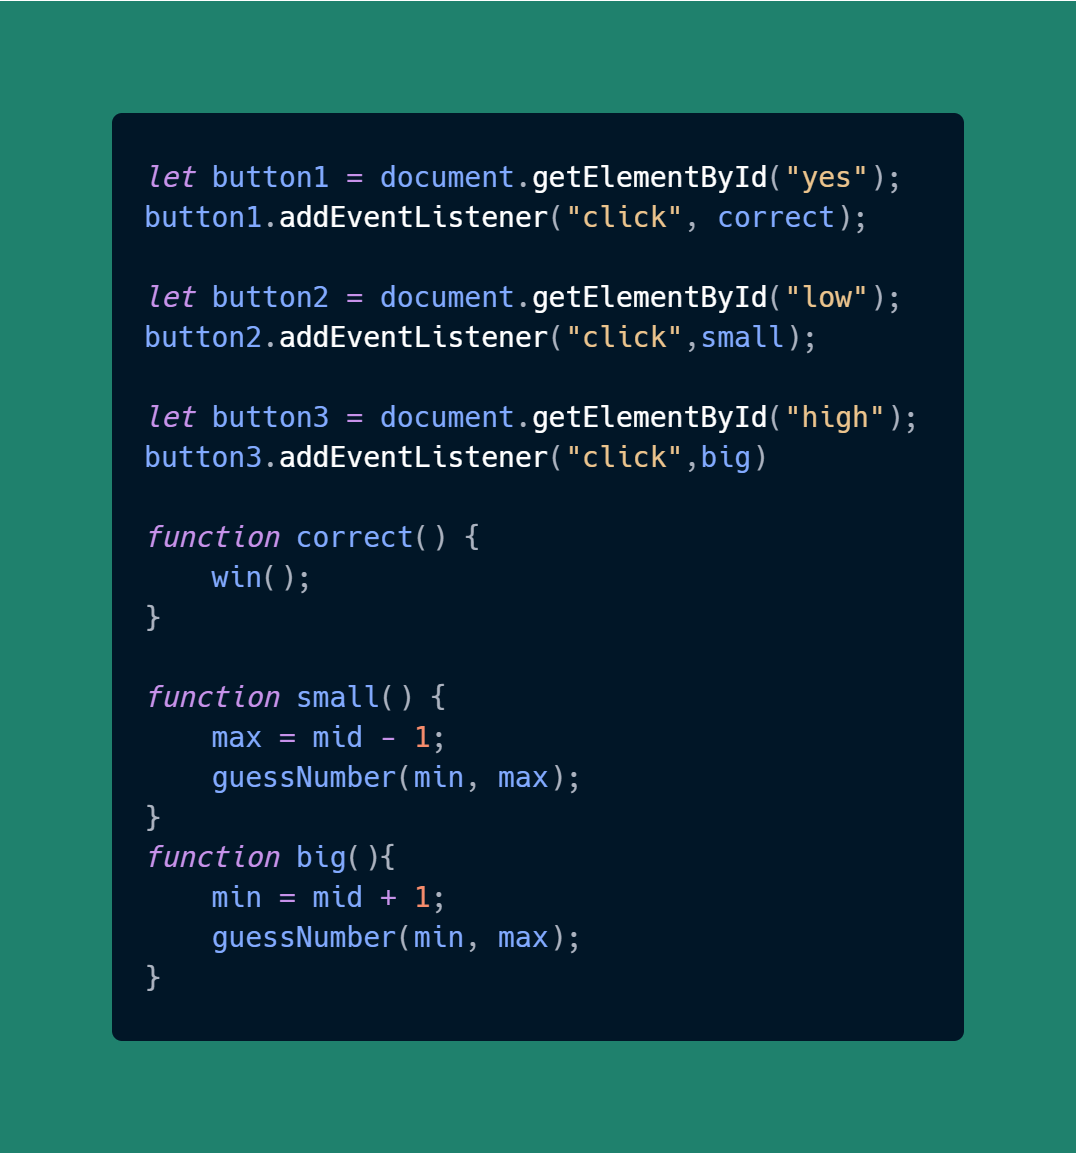 let button1 = document.getElementById("yes");
button1.addEventListener("click", correct);

let button2 = document.getElementById("low");
button2.addEventListener("click",small);

let button3 = document.getElementById("high");
button3.addEventListener("click",big)

function correct() {
    win();
}

function small() {
    max = mid - 1;
    guessNumber(min, max);
}
function big(){
    min = mid + 1;
    guessNumber(min, max);
}